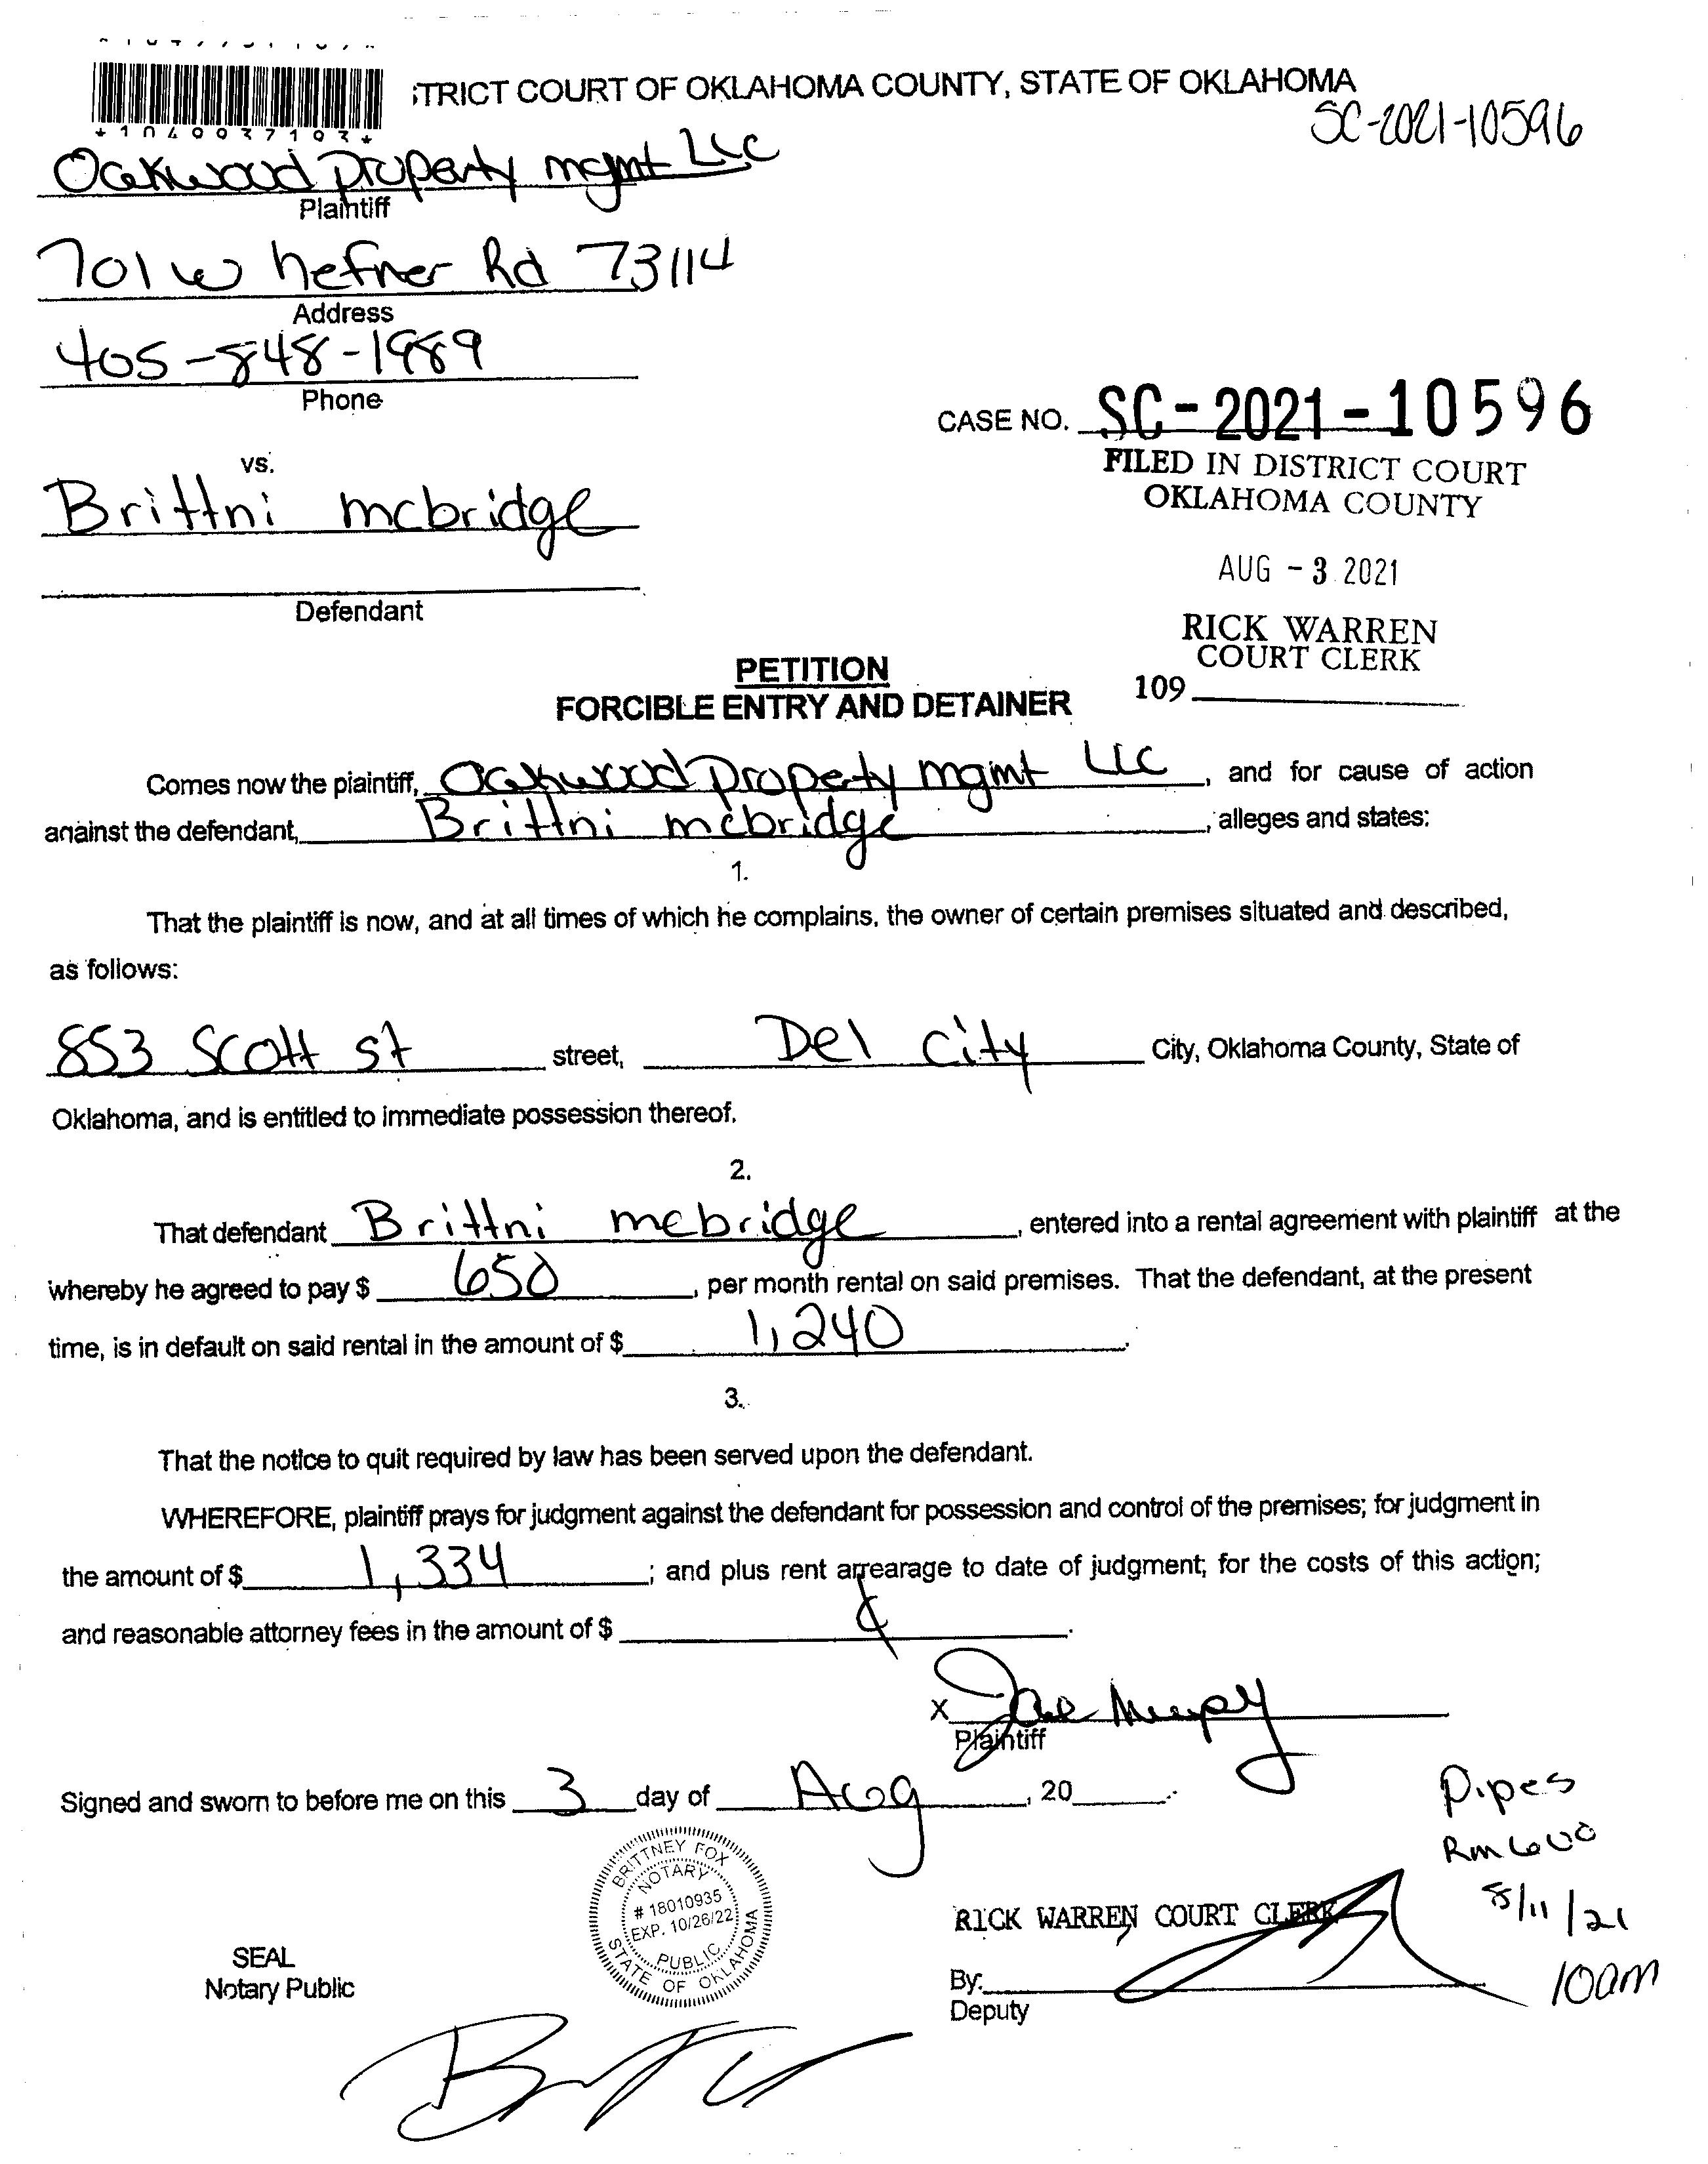 *1049937103*
TRICT COURT OF OKLAHOMA COUNTY, STATE OF OKLAHOMA
SC-2021-10596
Oakwood Property mgmt LLC
Plaintiff
701 W hefner Rd 73114
Address
405-848-1989
Phone
CASE NO. SC-2021-10596
FILED IN DISTRICT COURT
OKLAHOMA COUNTY
vs.
Brittni mcbridge
AUG - 3 2021
Defendant
RICK WARREN
COURT CLERK
109
PETITION
FORCIBLE ENTRY AND DETAINER
Comes now the plaintiff, Oakwood Property mgmt LLC, and for cause of action
against the defendant, Brittni mcbridge, alleges and states:
1.
That the plaintiff is now, and at all times of which he complains, the owner of certain premises situated and described,
as follows:
853 Scott st street, Del City City, Oklahoma County, State of
Oklahoma, and is entitled to immediate possession thereof.
2.
That defendant Brittni mcbridge, entered into a rental agreement with plaintiff at the
whereby he agreed to pay $ 650, per month rental on said premises. That the defendant, at the present
time, is in default on said rental in the amount of $ 1,240.
3.
That the notice to quit required by law has been served upon the defendant.
WHEREFORE, plaintiff prays for judgment against the defendant for possession and control of the premises; for judgment in
the amount of $ 1,334; and plus rent arrearage to date of judgment; for the costs of this action;
and reasonable attorney fees in the amount of $
X
Plaintiff
Signed and sworn to before me on this 3 day of Aug, 20
Pipes
Rm 600
8/11/21
10am
BRITTNEY FOX
NOTARY
# 18010935
EXP. 10/26/22
PUBLIC
STATE OF OKLAHOMA
RICK WARREN COURT CLERK
SEAL
Notary Public
By:
Deputy